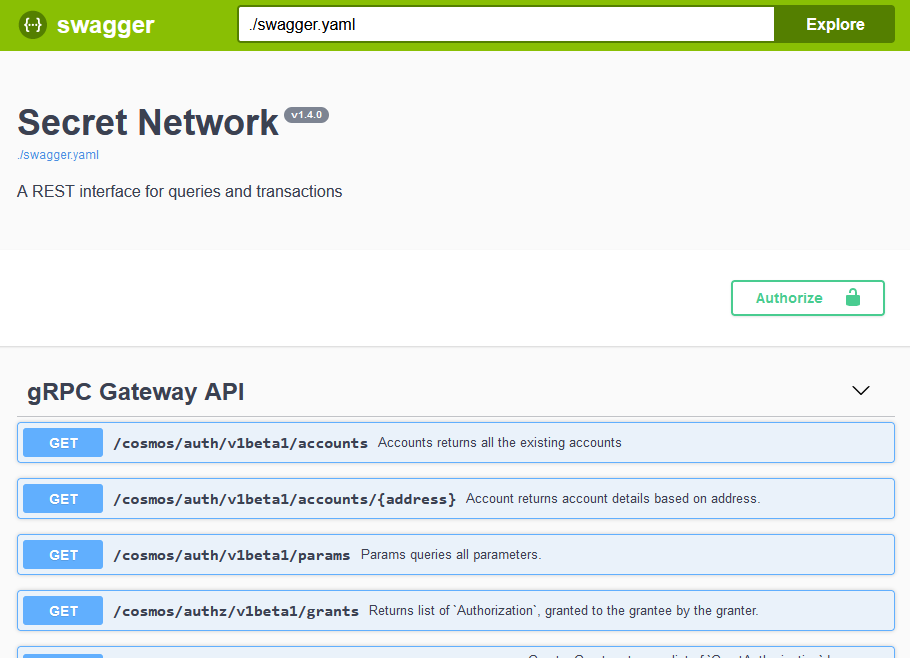 {···} swagger
./swagger.yaml
Explore
Secret Network v1.4.0
./swagger.yaml
A REST interface for queries and transactions
Authorize
gRPC Gateway API
GET /cosmos/auth/v1beta1/accounts Accounts returns all the existing accounts
GET /cosmos/auth/v1beta1/accounts/{address} Account returns account details based on address.
GET /cosmos/auth/v1beta1/params Params queries all parameters.
GET /cosmos/authz/v1beta1/grants Returns list of `Authorization`, granted to the grantee by the granter.